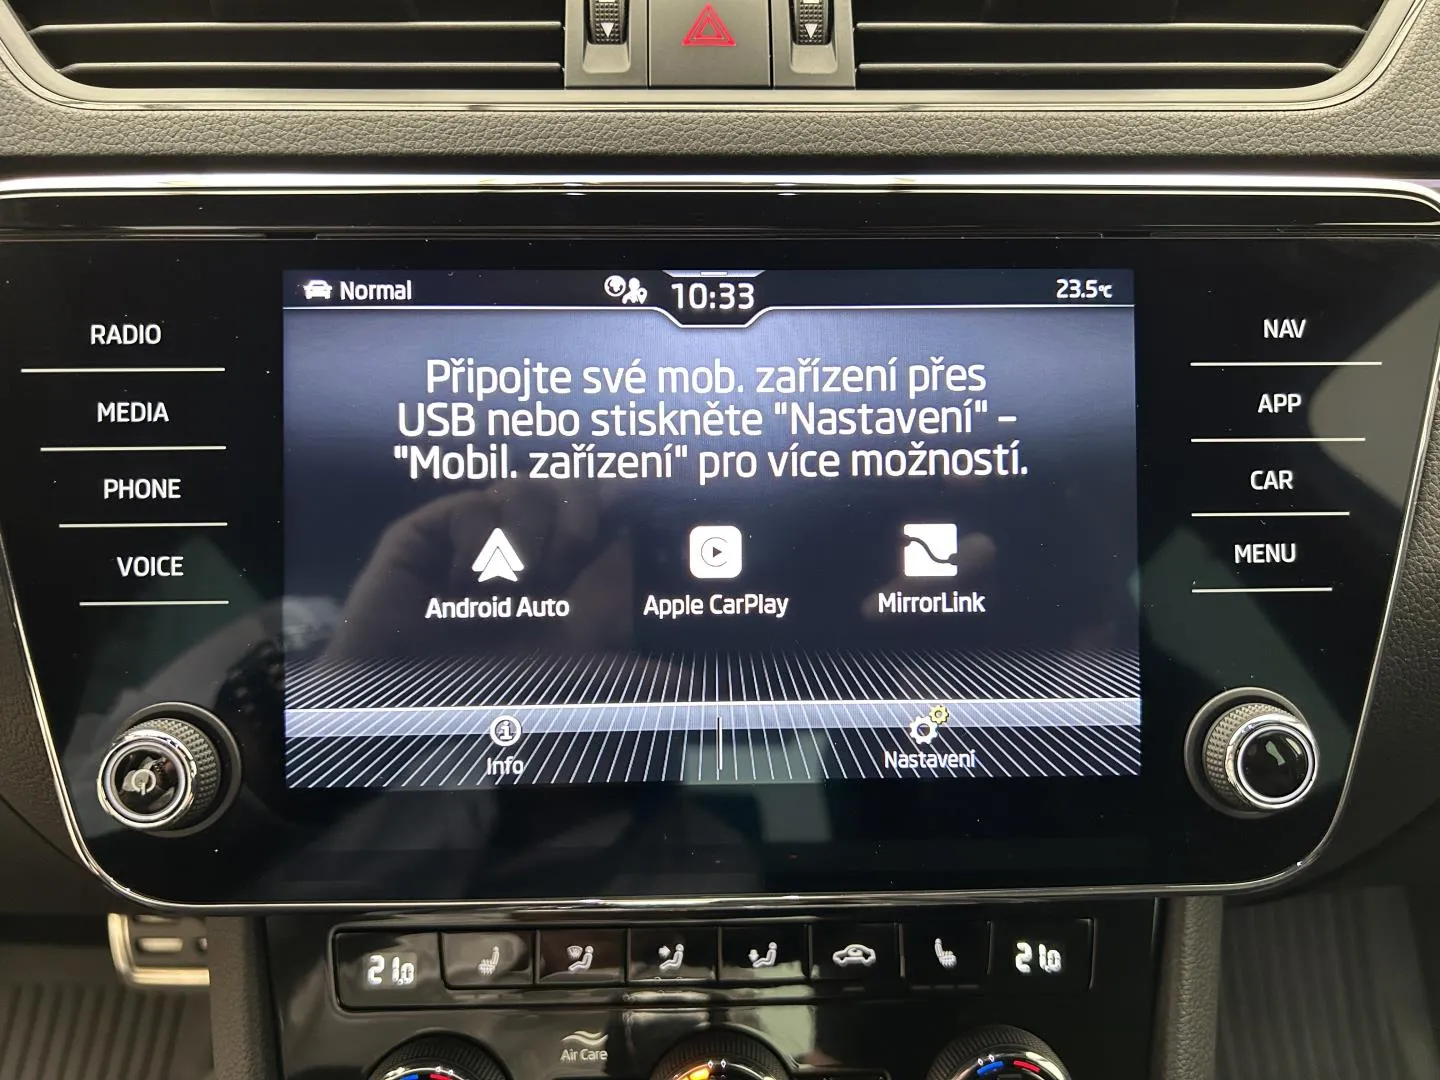 Normal
10:33
23.5°C
RADIO
MEDIA
PHONE
VOICE
NAV
APP
CAR
MENU
Připojte své mob. zařízení přes
USB nebo stiskněte "Nastavení" –
"Mobil. zařízení" pro více možností.
Android Auto
Apple CarPlay
MirrorLink
Info
Nastavení
21.0
21.0
Air Care